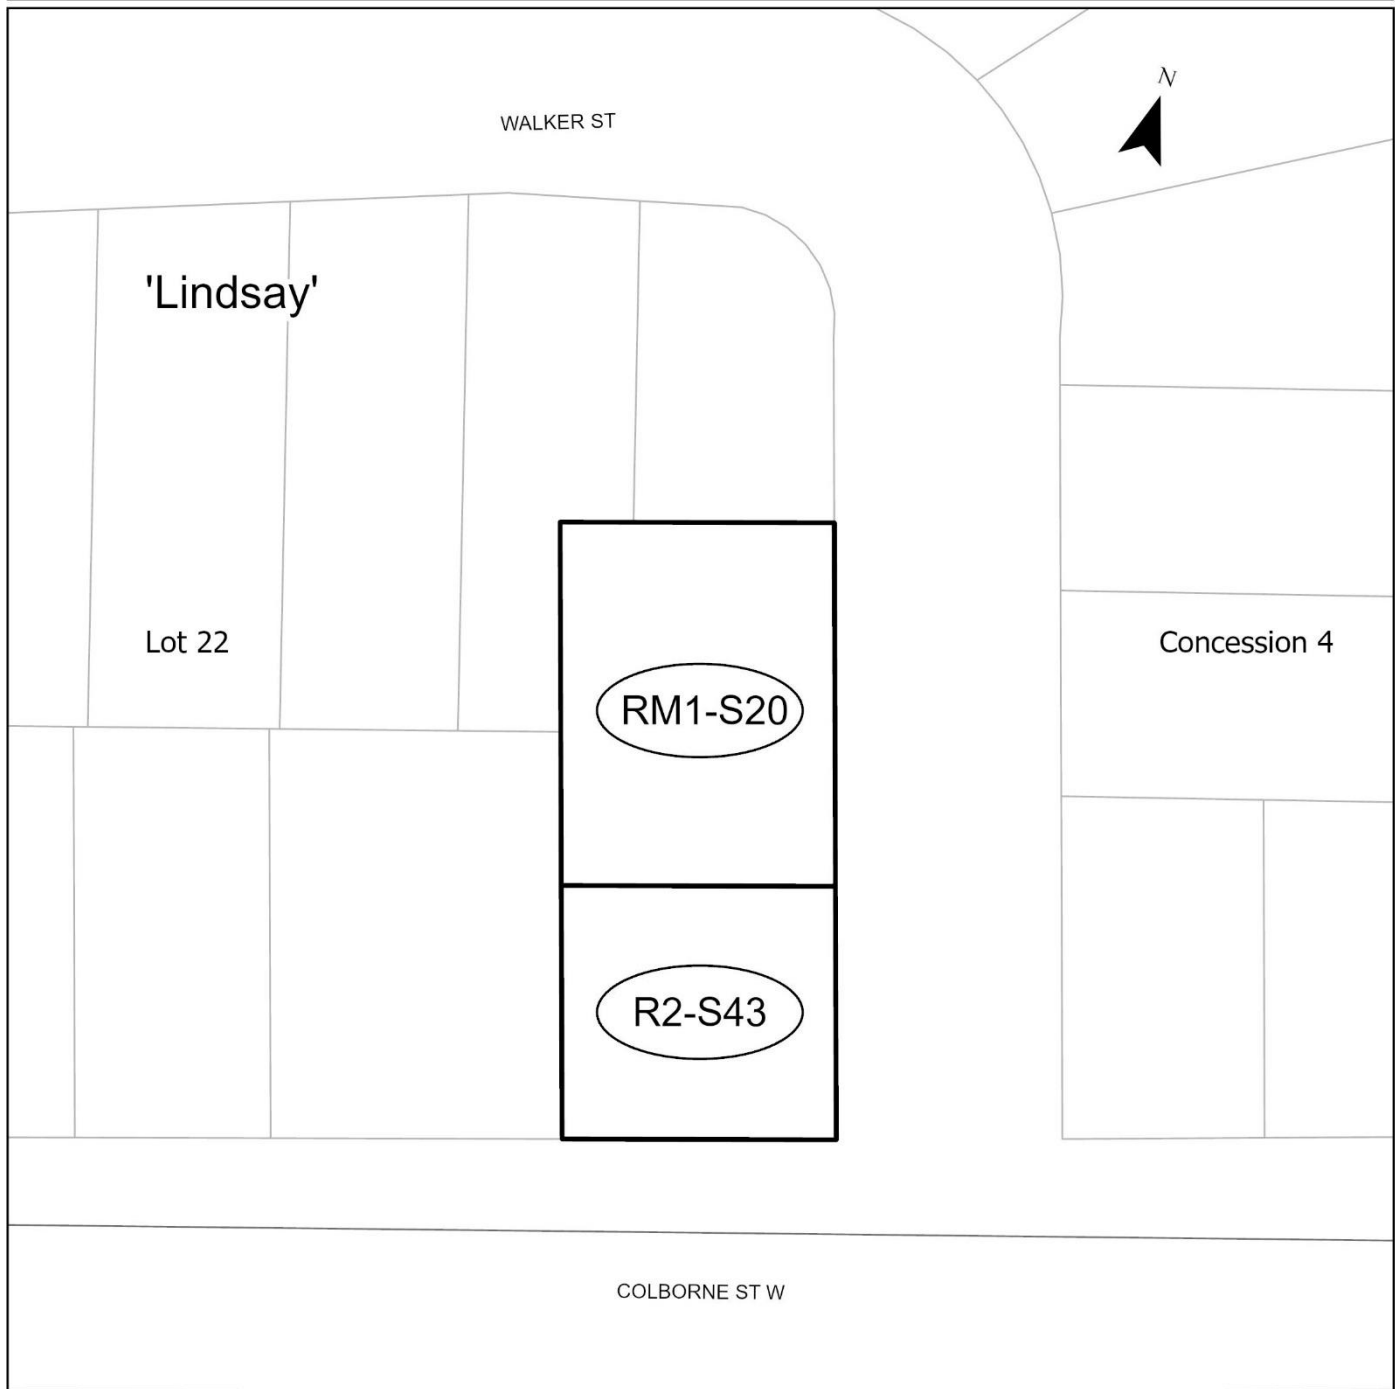 N
WALKER ST
'Lindsay'
Lot 22
Concession 4
RM1-S20
R2-S43
COLBORNE ST W